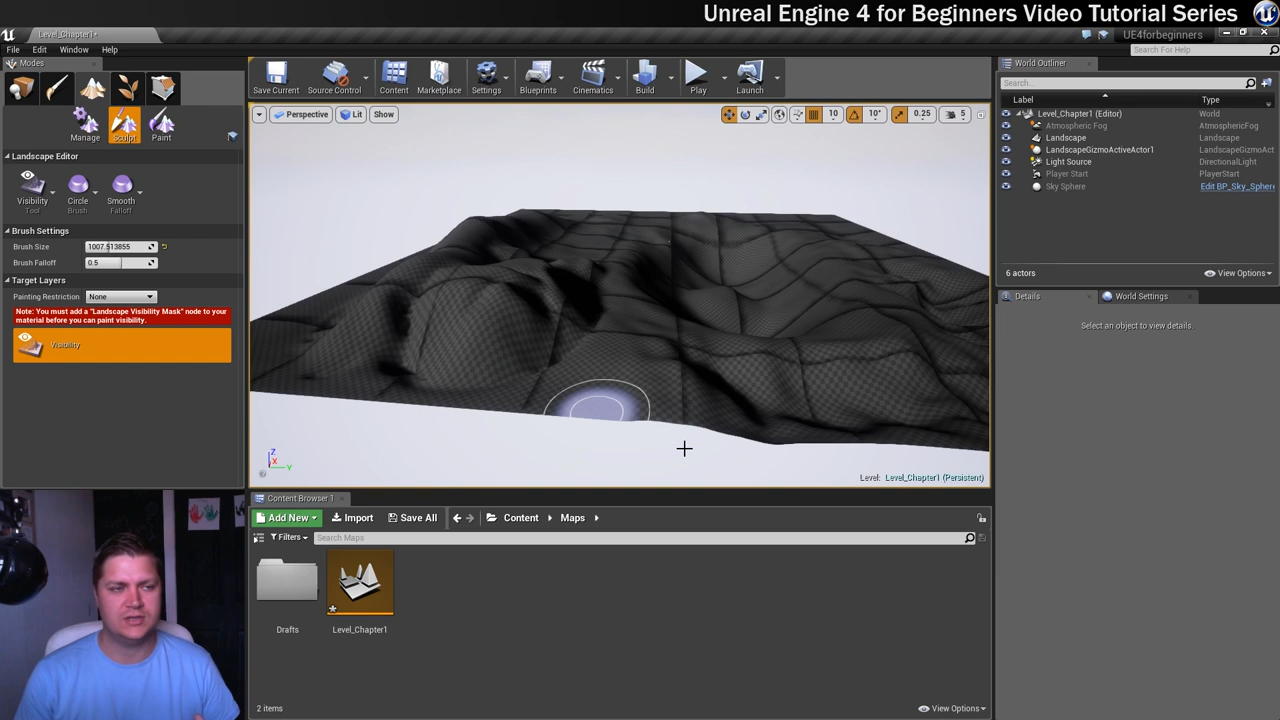 Unreal Engine 4 for Beginners Video Tutorial Series
Level_Chapter1*
UE4forbeginners
File Edit Window Help
Search For Help
Modes
World Outliner
Save Current
Source Control
Content
Marketplace
Settings
Blueprints
Cinematics
Build
Play
Launch
Search...
Label Type
Level_Chapter1 (Editor) World
Atmospheric Fog AtmosphericFog
Landscape Landscape
LandscapeGizmoActiveActor1 LandscapeGizmoAct
Light Source DirectionalLight
Player Start PlayerStart
Sky Sphere Edit BP_Sky_Sphere
6 actors View Options
Manage Sculpt Paint
Perspective Lit Show 10 10° 0.25 5
Landscape Editor
Visibility Circle Smooth
Tool Brush Falloff
Brush Settings
Brush Size 1007.513855
Brush Falloff 0.5
Target Layers
Painting Restriction None
Note: You must add a "Landscape Visibility Mask" node to your
material before you can paint visibility.
Visibility
Details World Settings
Select an object to view details.
Z
X
Y
Level: Level_Chapter1 (Persistent)
Content Browser 1
Add New Import Save All Content Maps
Filters Search Maps
Drafts Level_Chapter1
2 items View Options